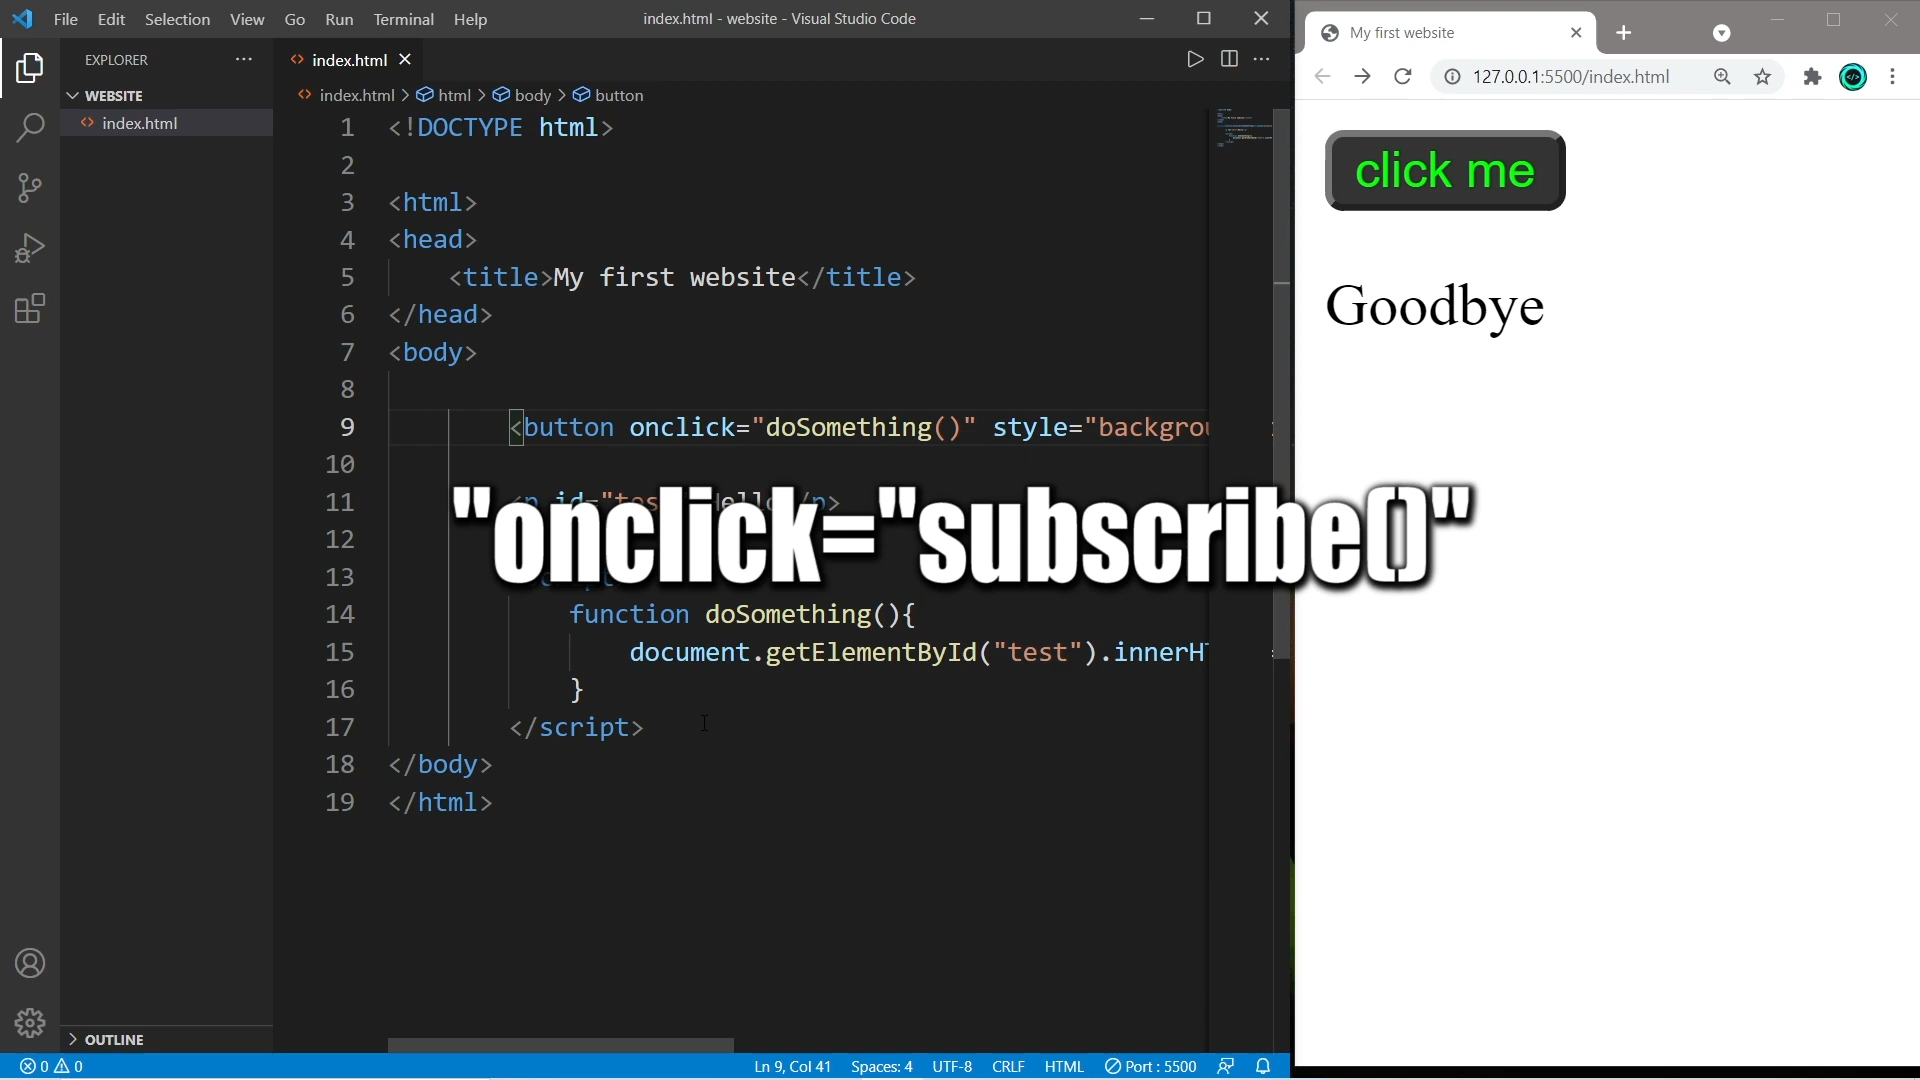 File Edit Selection View Go Run Terminal Help
index.html - website - Visual Studio Code
EXPLORER
WEBSITE
index.html
OUTLINE
index.html
index.html > html > body > button
1 <!DOCTYPE html>
2
3 <html>
4 <head>
5 <title>My first website</title>
6 </head>
7 <body>
8
9 <button onclick="doSomething()" style="backgrou
10
11 <p id="tes Hello /p>
12
13
14 function doSomething(){
15 document.getElementById("test").innerHT
16 }
17 </script>
18 </body>
19 </html>
"onclick="subscribe()"
0 0
Ln 9, Col 41 Spaces: 4 UTF-8 CRLF HTML Port : 5500
My first website
127.0.0.1:5500/index.html
click me
Goodbye